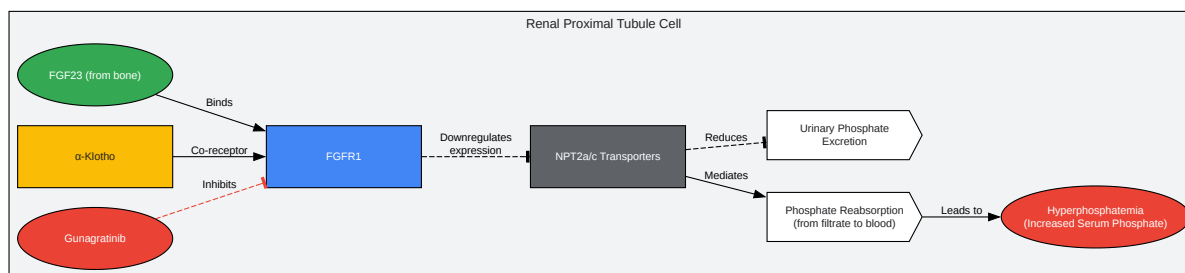 Renal Proximal Tubule Cell
FGF23 (from bone)
Binds
α-Klotho
Co-receptor
FGFR1
Inhibits
Gunagratinib
Downregulates
expression
NPT2a/c Transporters
Reduces
Urinary Phosphate
Excretion
Mediates
Phosphate Reabsorption
(from filtrate to blood)
Leads to
Hyperphosphatemia
(Increased Serum Phosphate)